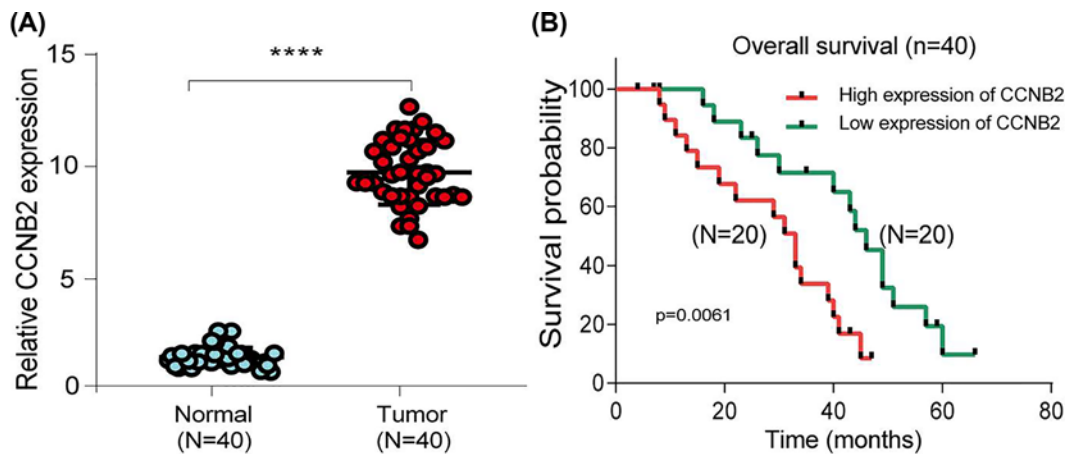 (A)
Relative CCNB2 expression
15
10
5
0
****
Normal
(N=40)
Tumor
(N=40)
(B)
Overall survival (n=40)
Survival probability
100
80
60
40
20
0
High expression of CCNB2
Low expression of CCNB2
(N=20)
(N=20)
p=0.0061
0
20
40
60
80
Time (months)